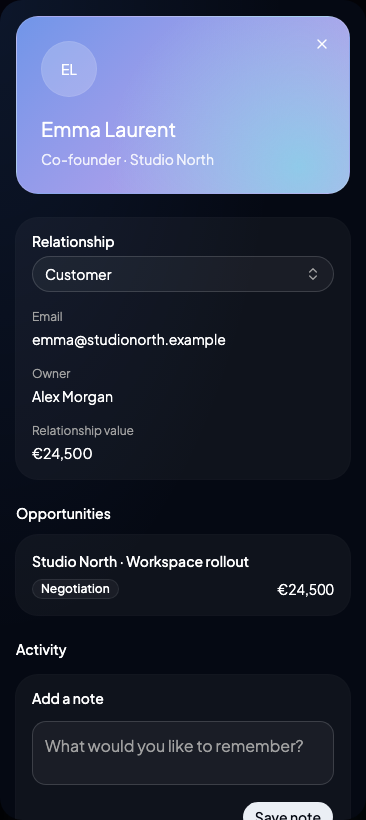 EL
Emma Laurent
Co-founder · Studio North
Relationship
Customer
Email
emma@studionorth.example
Owner
Alex Morgan
Relationship value
€24,500
Opportunities
Studio North · Workspace rollout
Negotiation €24,500
Activity
Add a note
What would you like to remember?
Save note